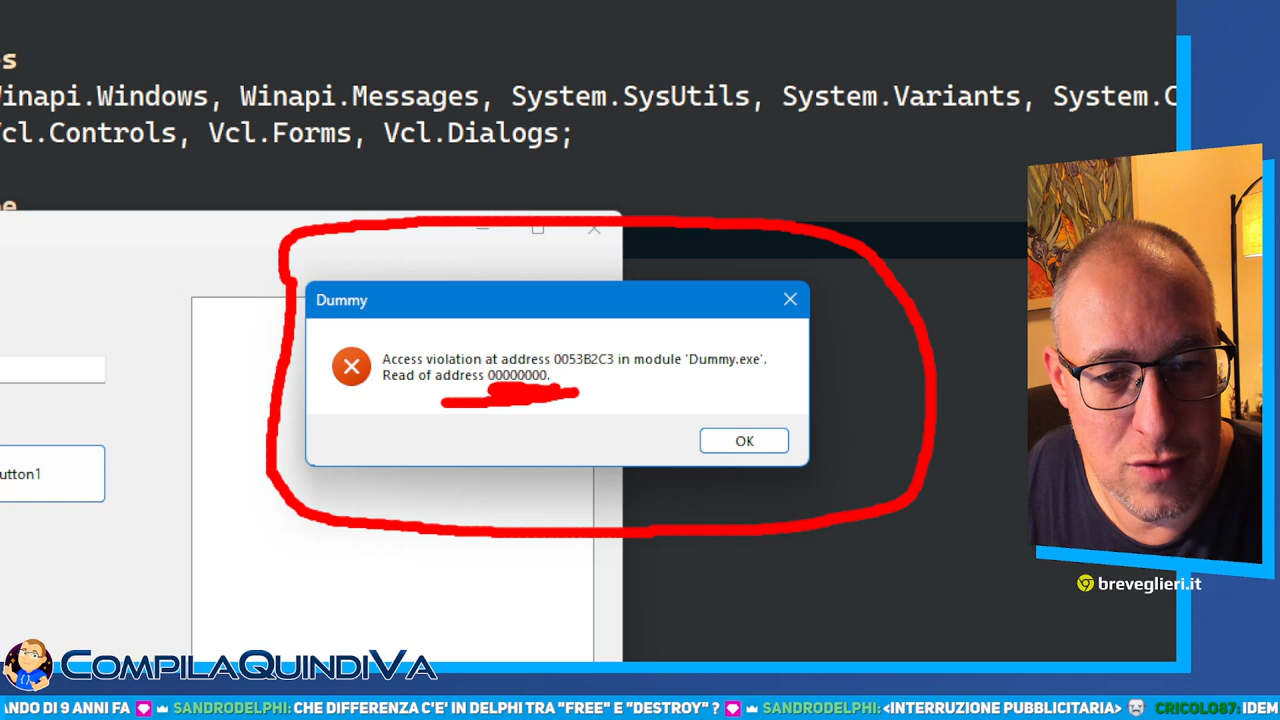 s
Winapi.Windows, Winapi.Messages, System.SysUtils, System.Variants, System.C
Vcl.Controls, Vcl.Forms, Vcl.Dialogs;
pe
Dummy
Access violation at address 0053B2C3 in module 'Dummy.exe'.
Read of address 00000000.
OK
utton1
breveglieri.it
COMPILAQUINDIVA
ANDO DI 9 ANNI FA SANDRODELPHI: CHE DIFFERENZA C'E' IN DELPHI TRA "FREE" E "DESTROY" ? SANDRODELPHI: <INTERRUZIONE PUBBLICITARIA> CRICOLO87: IDEM